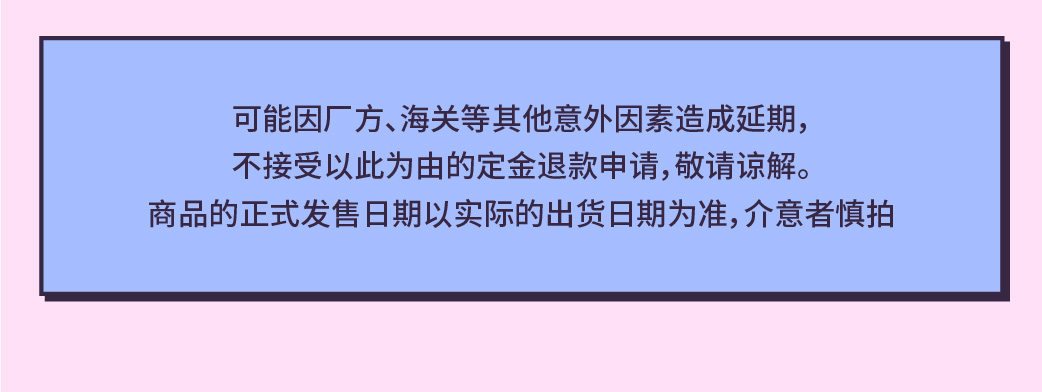 可能因厂方、海关等其他意外因素造成延期，
不接受以此为由的定金退款申请，敬请谅解。
商品的正式发售日期以实际的出货日期为准，介意者慎拍